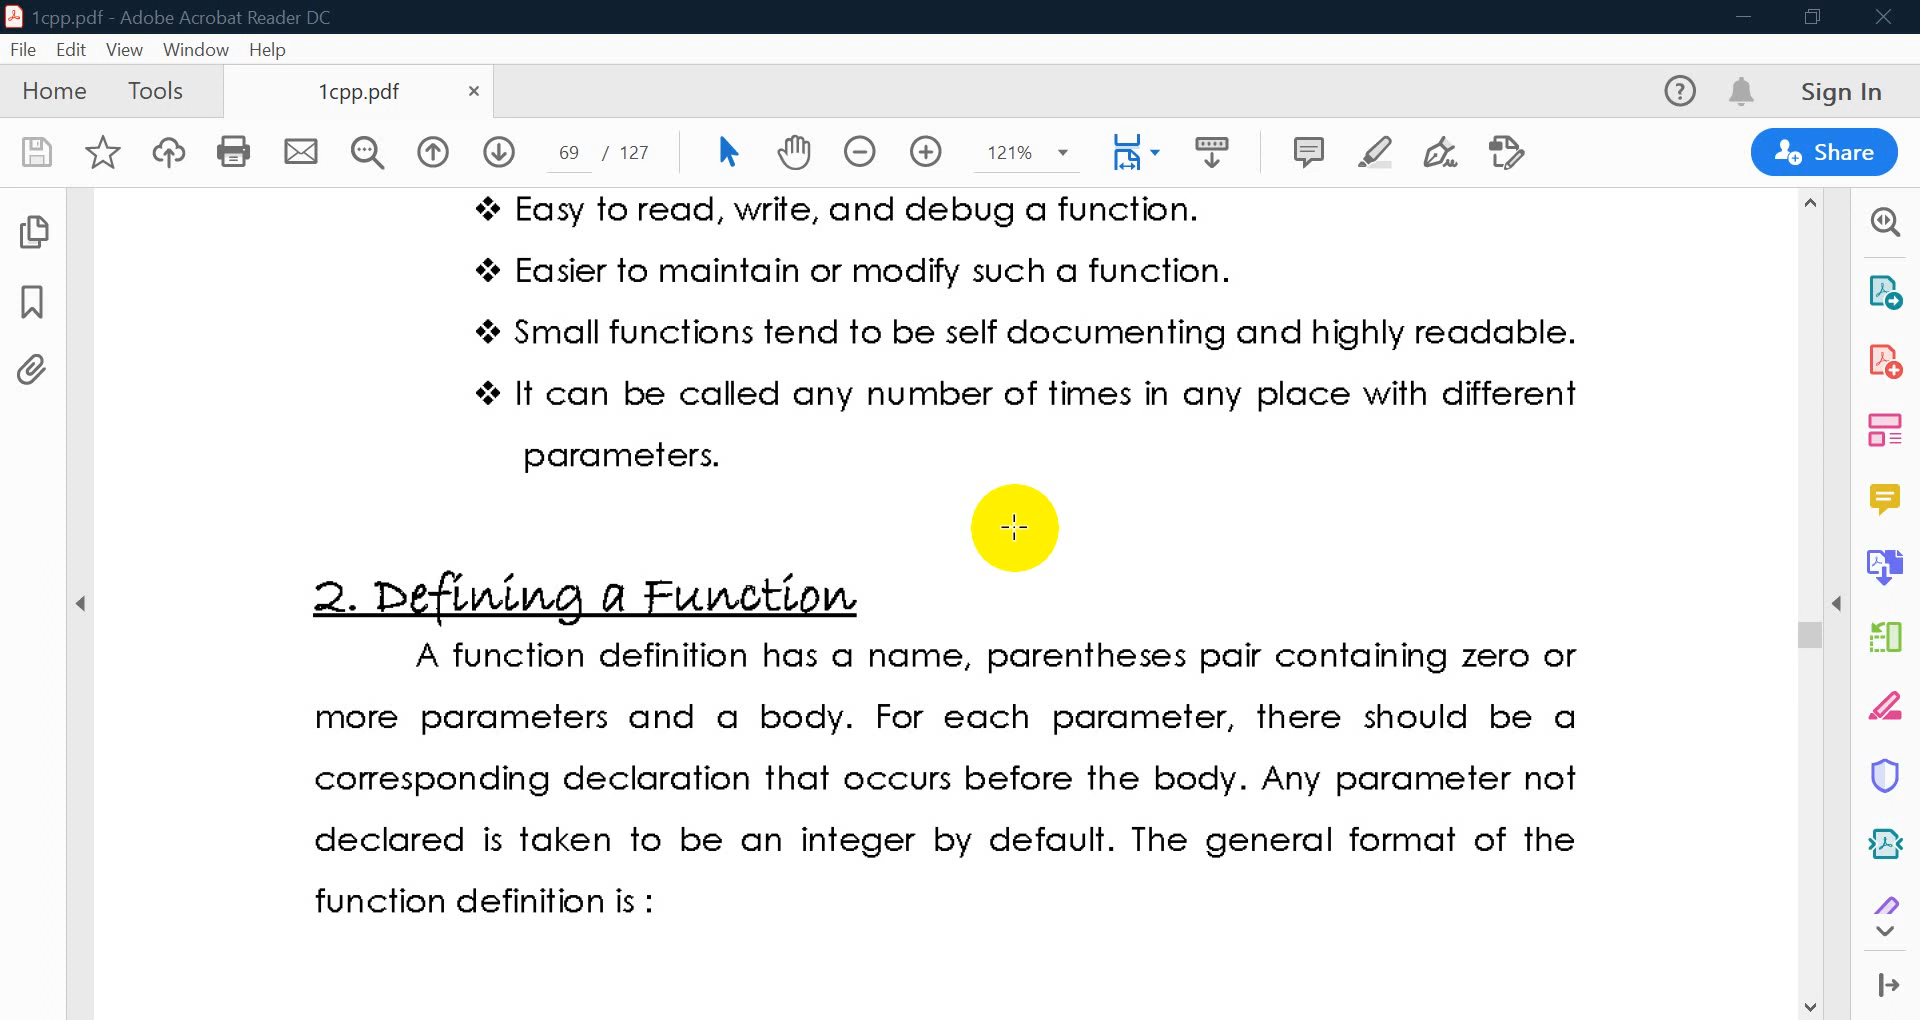 1cpp.pdf - Adobe Acrobat Reader DC
File Edit View Window Help
Home Tools 1cpp.pdf Sign In
69 / 127 121% Share
❖ Easy to read, write, and debug a function.
❖ Easier to maintain or modify such a function.
❖ Small functions tend to be self documenting and highly readable.
❖ It can be called any number of times in any place with different
parameters.
2. Defining a Function
A function definition has a name, parentheses pair containing zero or
more parameters and a body. For each parameter, there should be a
corresponding declaration that occurs before the body. Any parameter not
declared is taken to be an integer by default. The general format of the
function definition is :